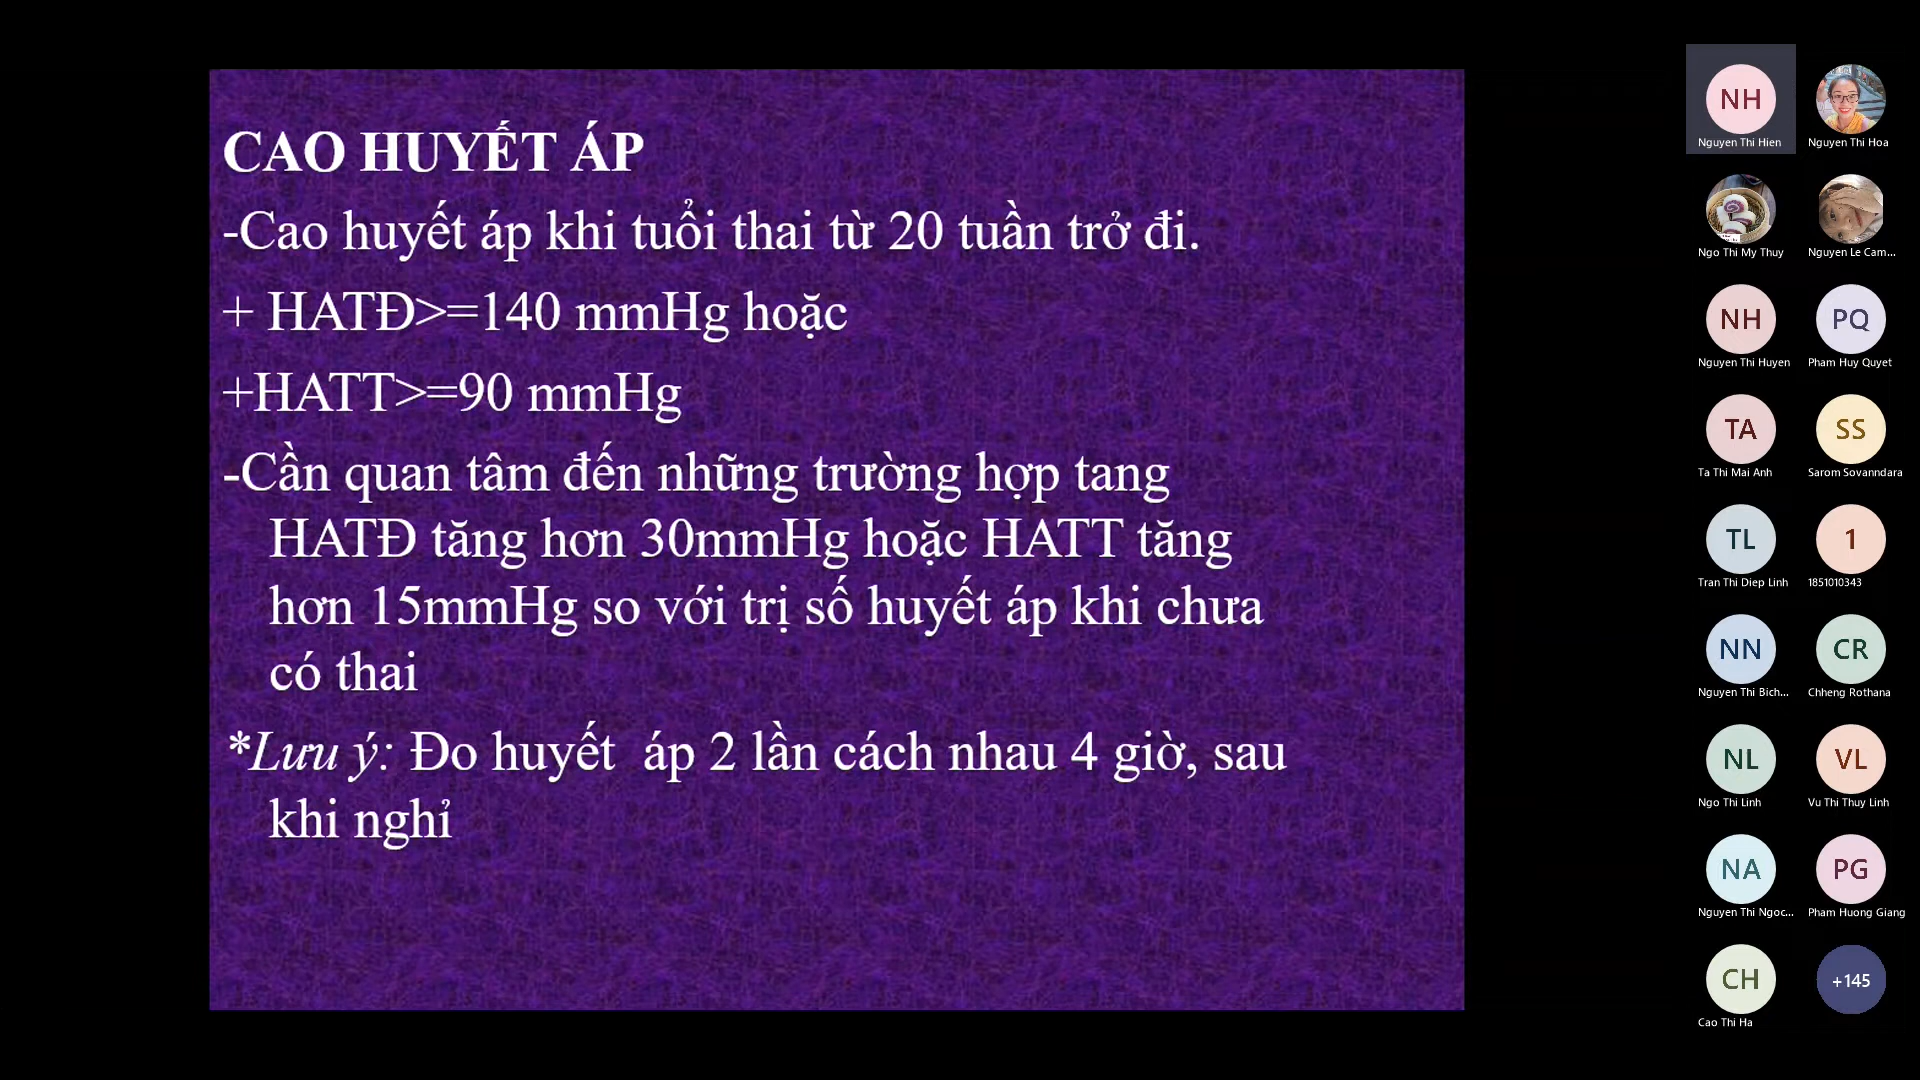 CAO HUYẾT ÁP
-Cao huyết áp khi tuổi thai từ 20 tuần trở đi.
+ HATĐ>=140 mmHg hoặc
+HATT>=90 mmHg
-Cần quan tâm đến những trường hợp tang
HATĐ tăng hơn 30mmHg hoặc HATT tăng
hơn 15mmHg so với trị số huyết áp khi chưa
có thai
*Lưu ý: Đo huyết  áp 2 lần cách nhau 4 giờ, sau
khi nghỉ
NH
Nguyen Thi Hien
Nguyen Thi Hoa
Ngo Thi My Thuy
Nguyen Le Cam...
NH
PQ
Nguyen Thi Huyen
Pham Huy Quyet
TA
SS
Ta Thi Mai Anh
Sarom Sovanndara
TL
1
Tran Thi Diep Linh
1851010343
NN
CR
Nguyen Thi Bich...
Chheng Rothana
NL
VL
Ngo Thi Linh
Vu Thi Thuy Linh
NA
PG
Nguyen Thi Ngoc...
Pham Huong Giang
CH
+145
Cao Thi Ha